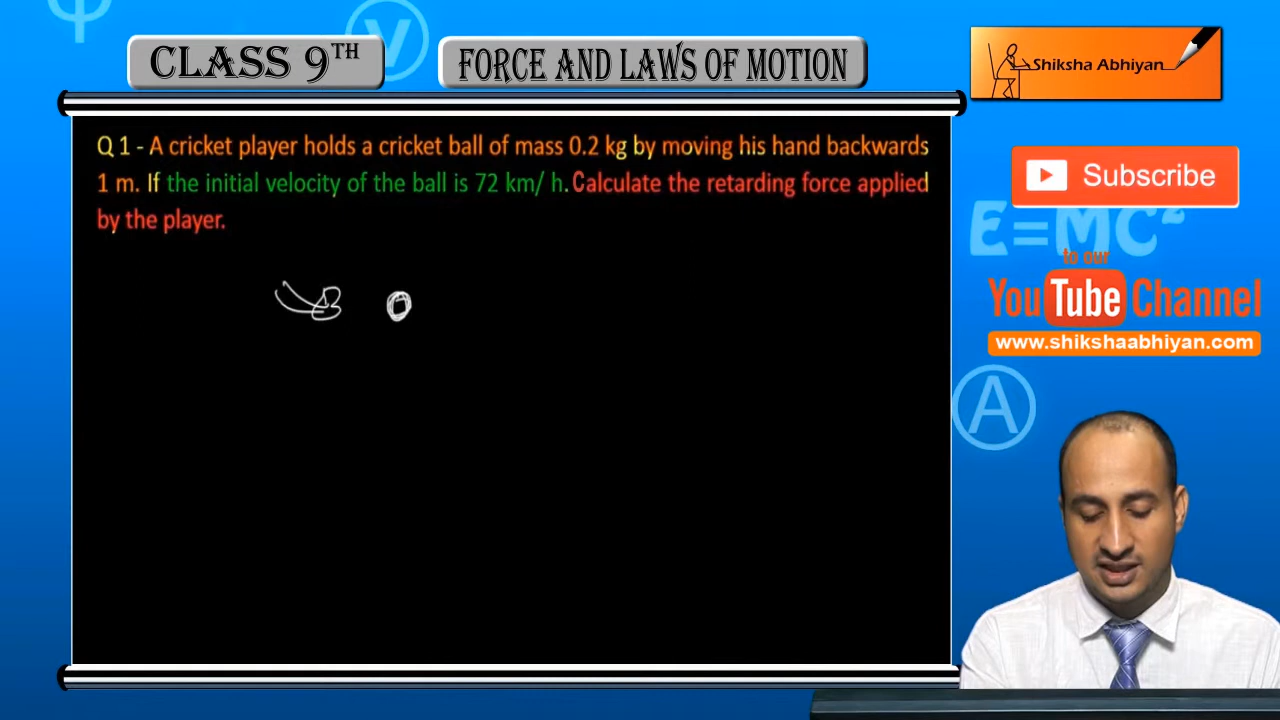 CLASS 9TH
FORCE AND LAWS OF MOTION
Shiksha Abhiyan
Q 1 - A cricket player holds a cricket ball of mass 0.2 kg by moving his hand backwards
1 m. If the initial velocity of the ball is 72 km/ h. Calculate the retarding force applied
by the player.
Subscribe
E=MC²
to our
YouTube Channel
www.shikshaabhiyan.com
V
A